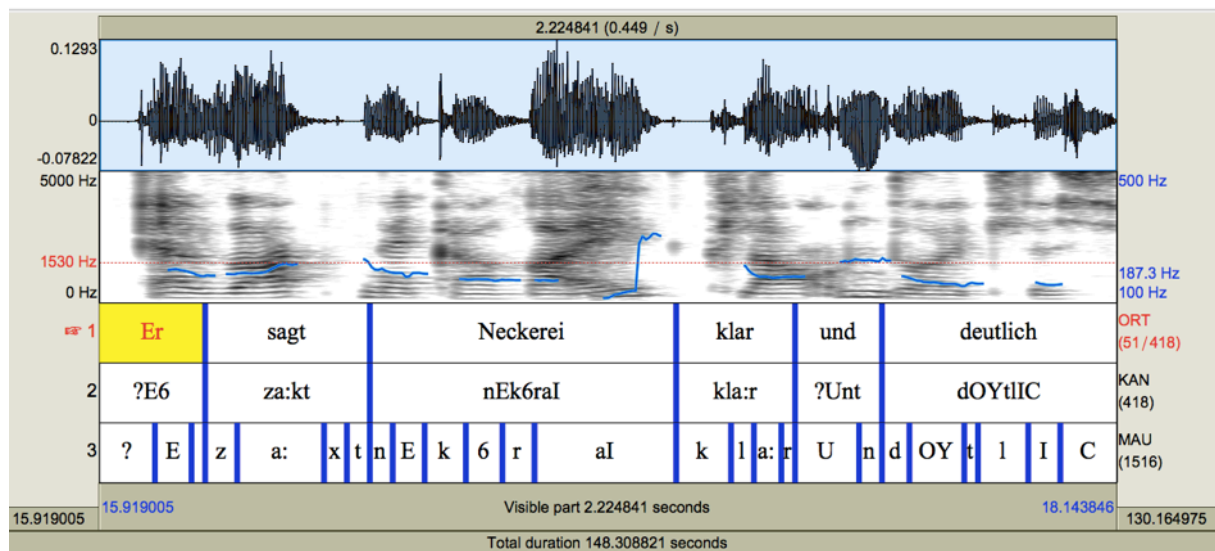 2.224841 (0.449 / s)
0.1293
0
-0.07822
5000 Hz 500 Hz
1530 Hz
187.3 Hz
0 Hz 100 Hz
☞ 1 Er sagt Neckerei klar und deutlich ORT (51/418)
2 ?E6 za:kt nEk6raI kla:r ?Unt dOYtlIC KAN (418)
3 ? E z a: x t n E k 6 r aI k l a: r U n d OY t l I C MAU (1516)
15.919005 Visible part 2.224841 seconds 18.143846
15.919005 130.164975
Total duration 148.308821 seconds